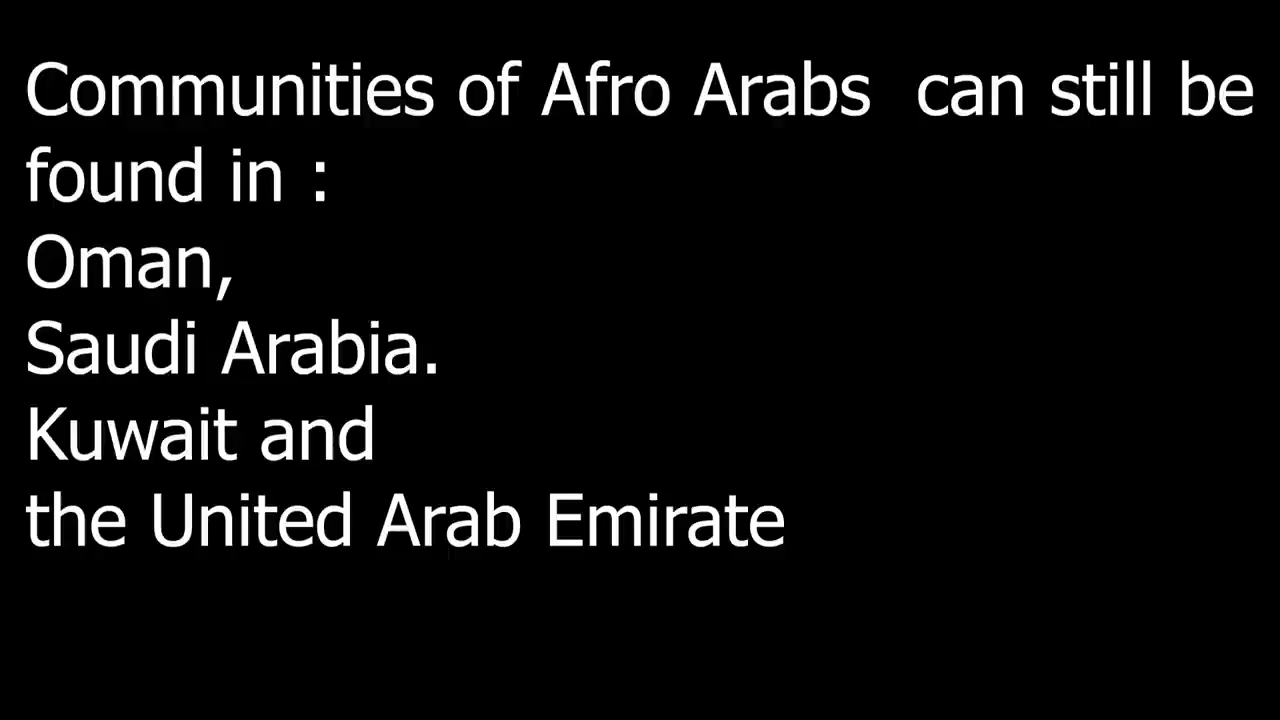 Communities of Afro Arabs  can still be
found in :
Oman,
Saudi Arabia.
Kuwait and
the United Arab Emirate